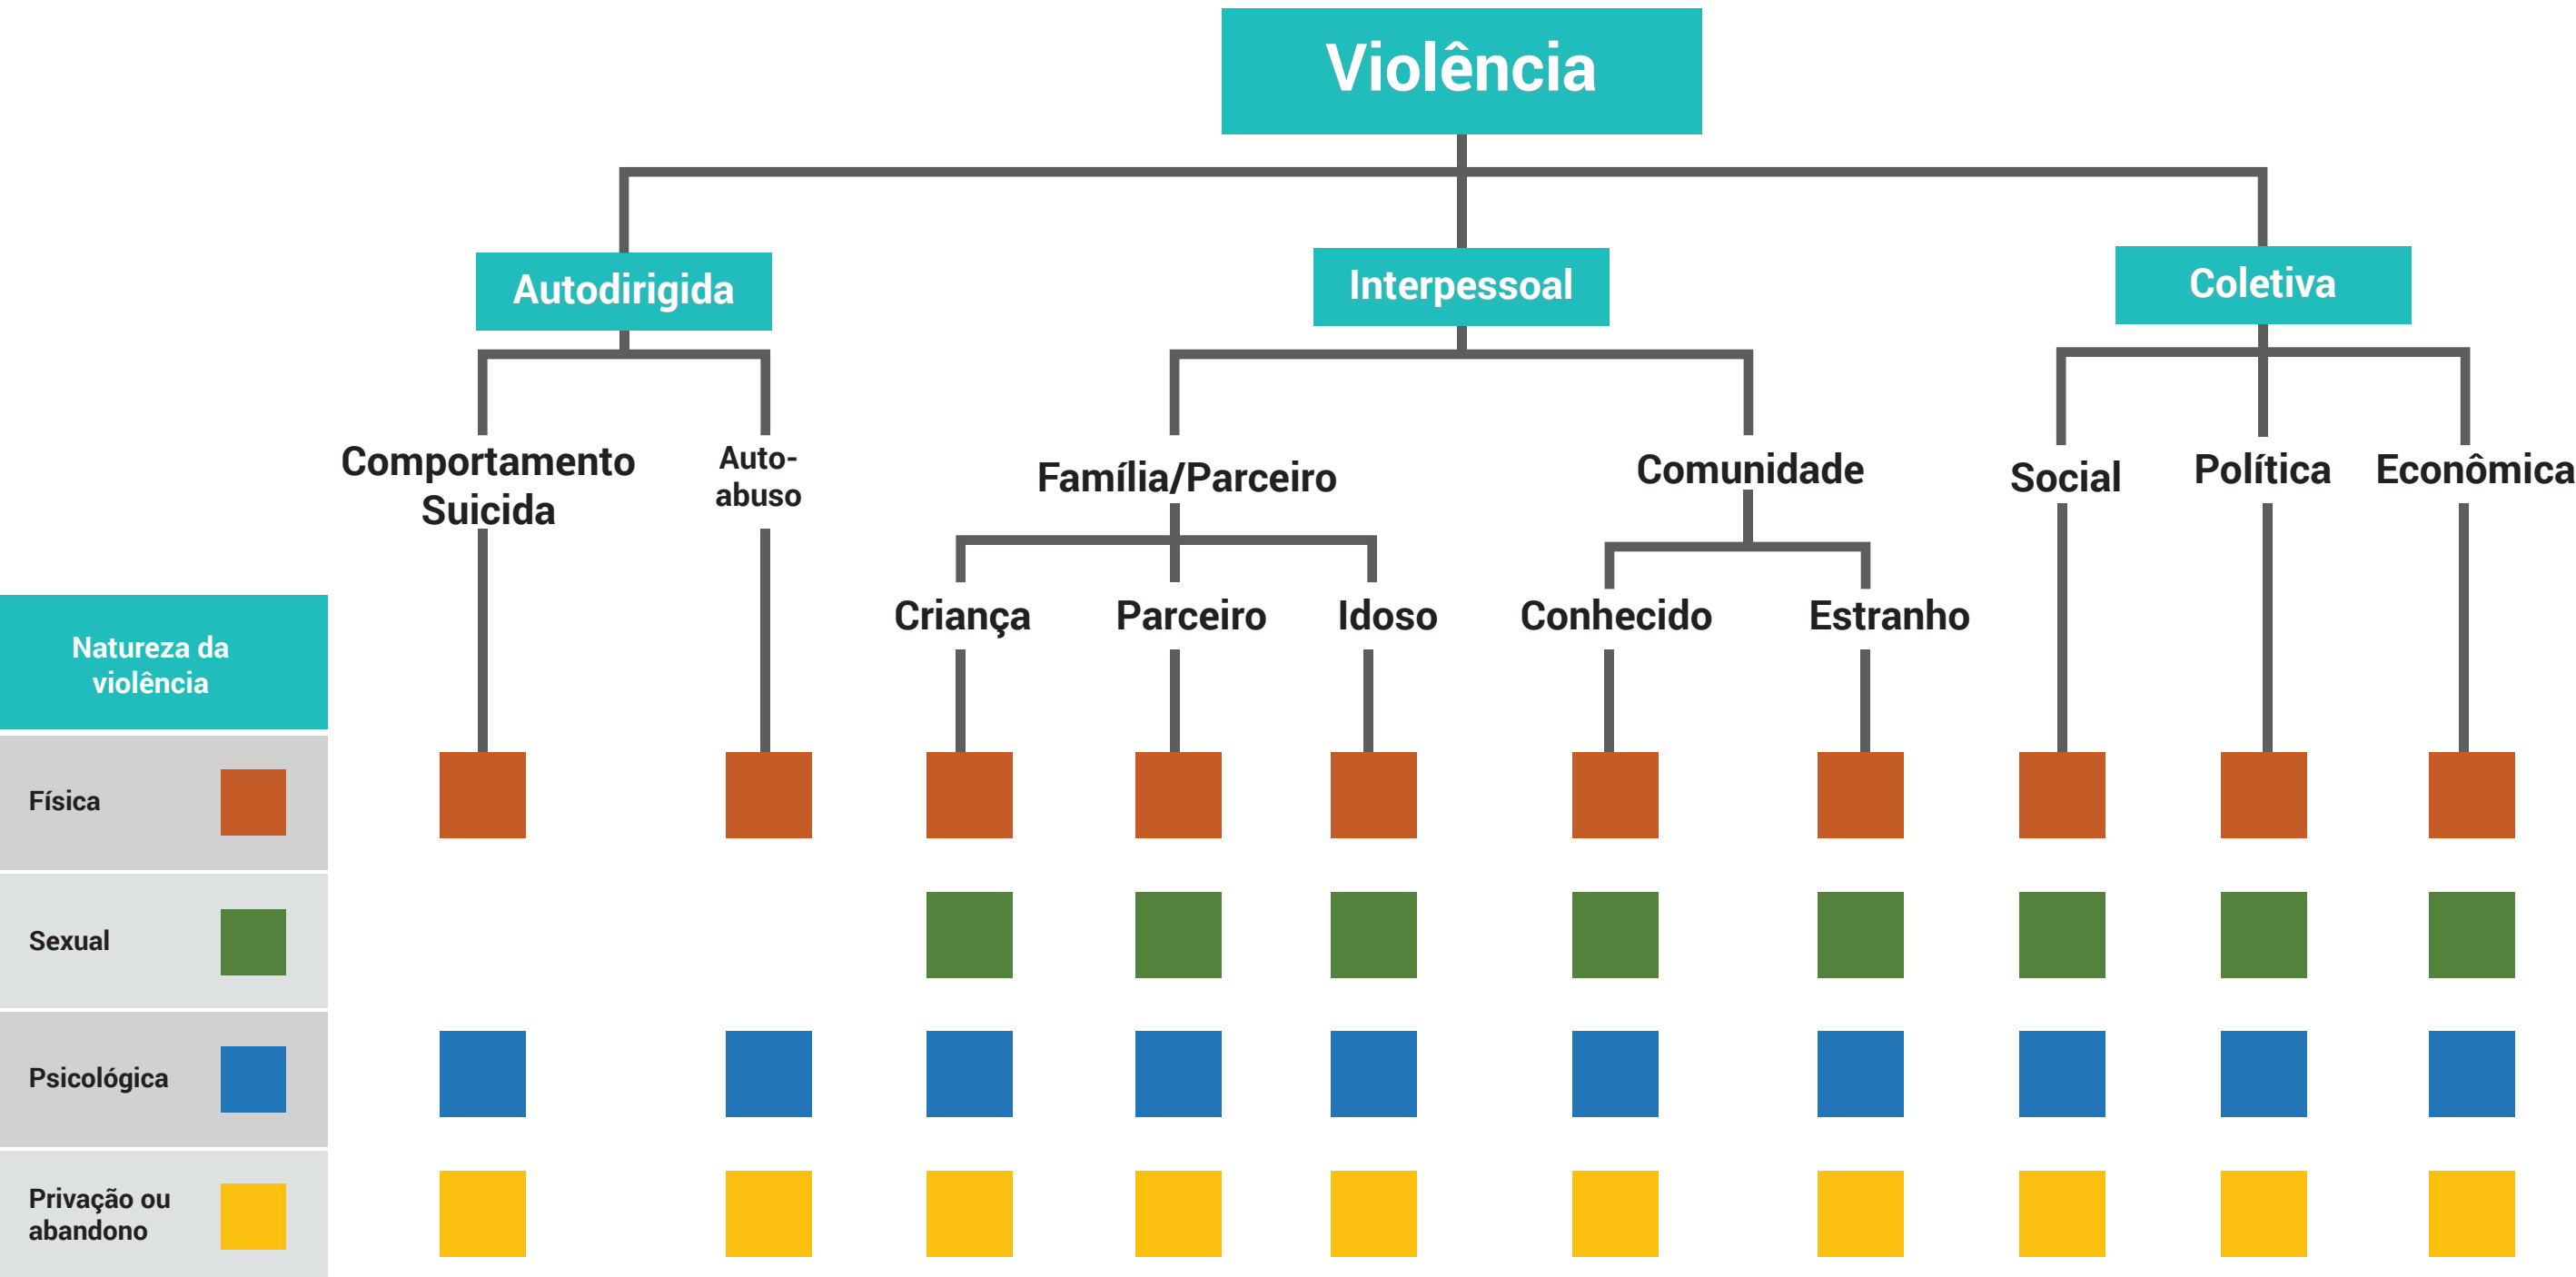 Violência
Autodirigida
Interpessoal
Coletiva
Comportamento
Suicida
Auto-
abuso
Família/Parceiro
Comunidade
Social
Política
Econômica
Criança
Parceiro
Idoso
Conhecido
Estranho
Natureza da
violência
Física
Sexual
Psicológica
Privação ou
abandono